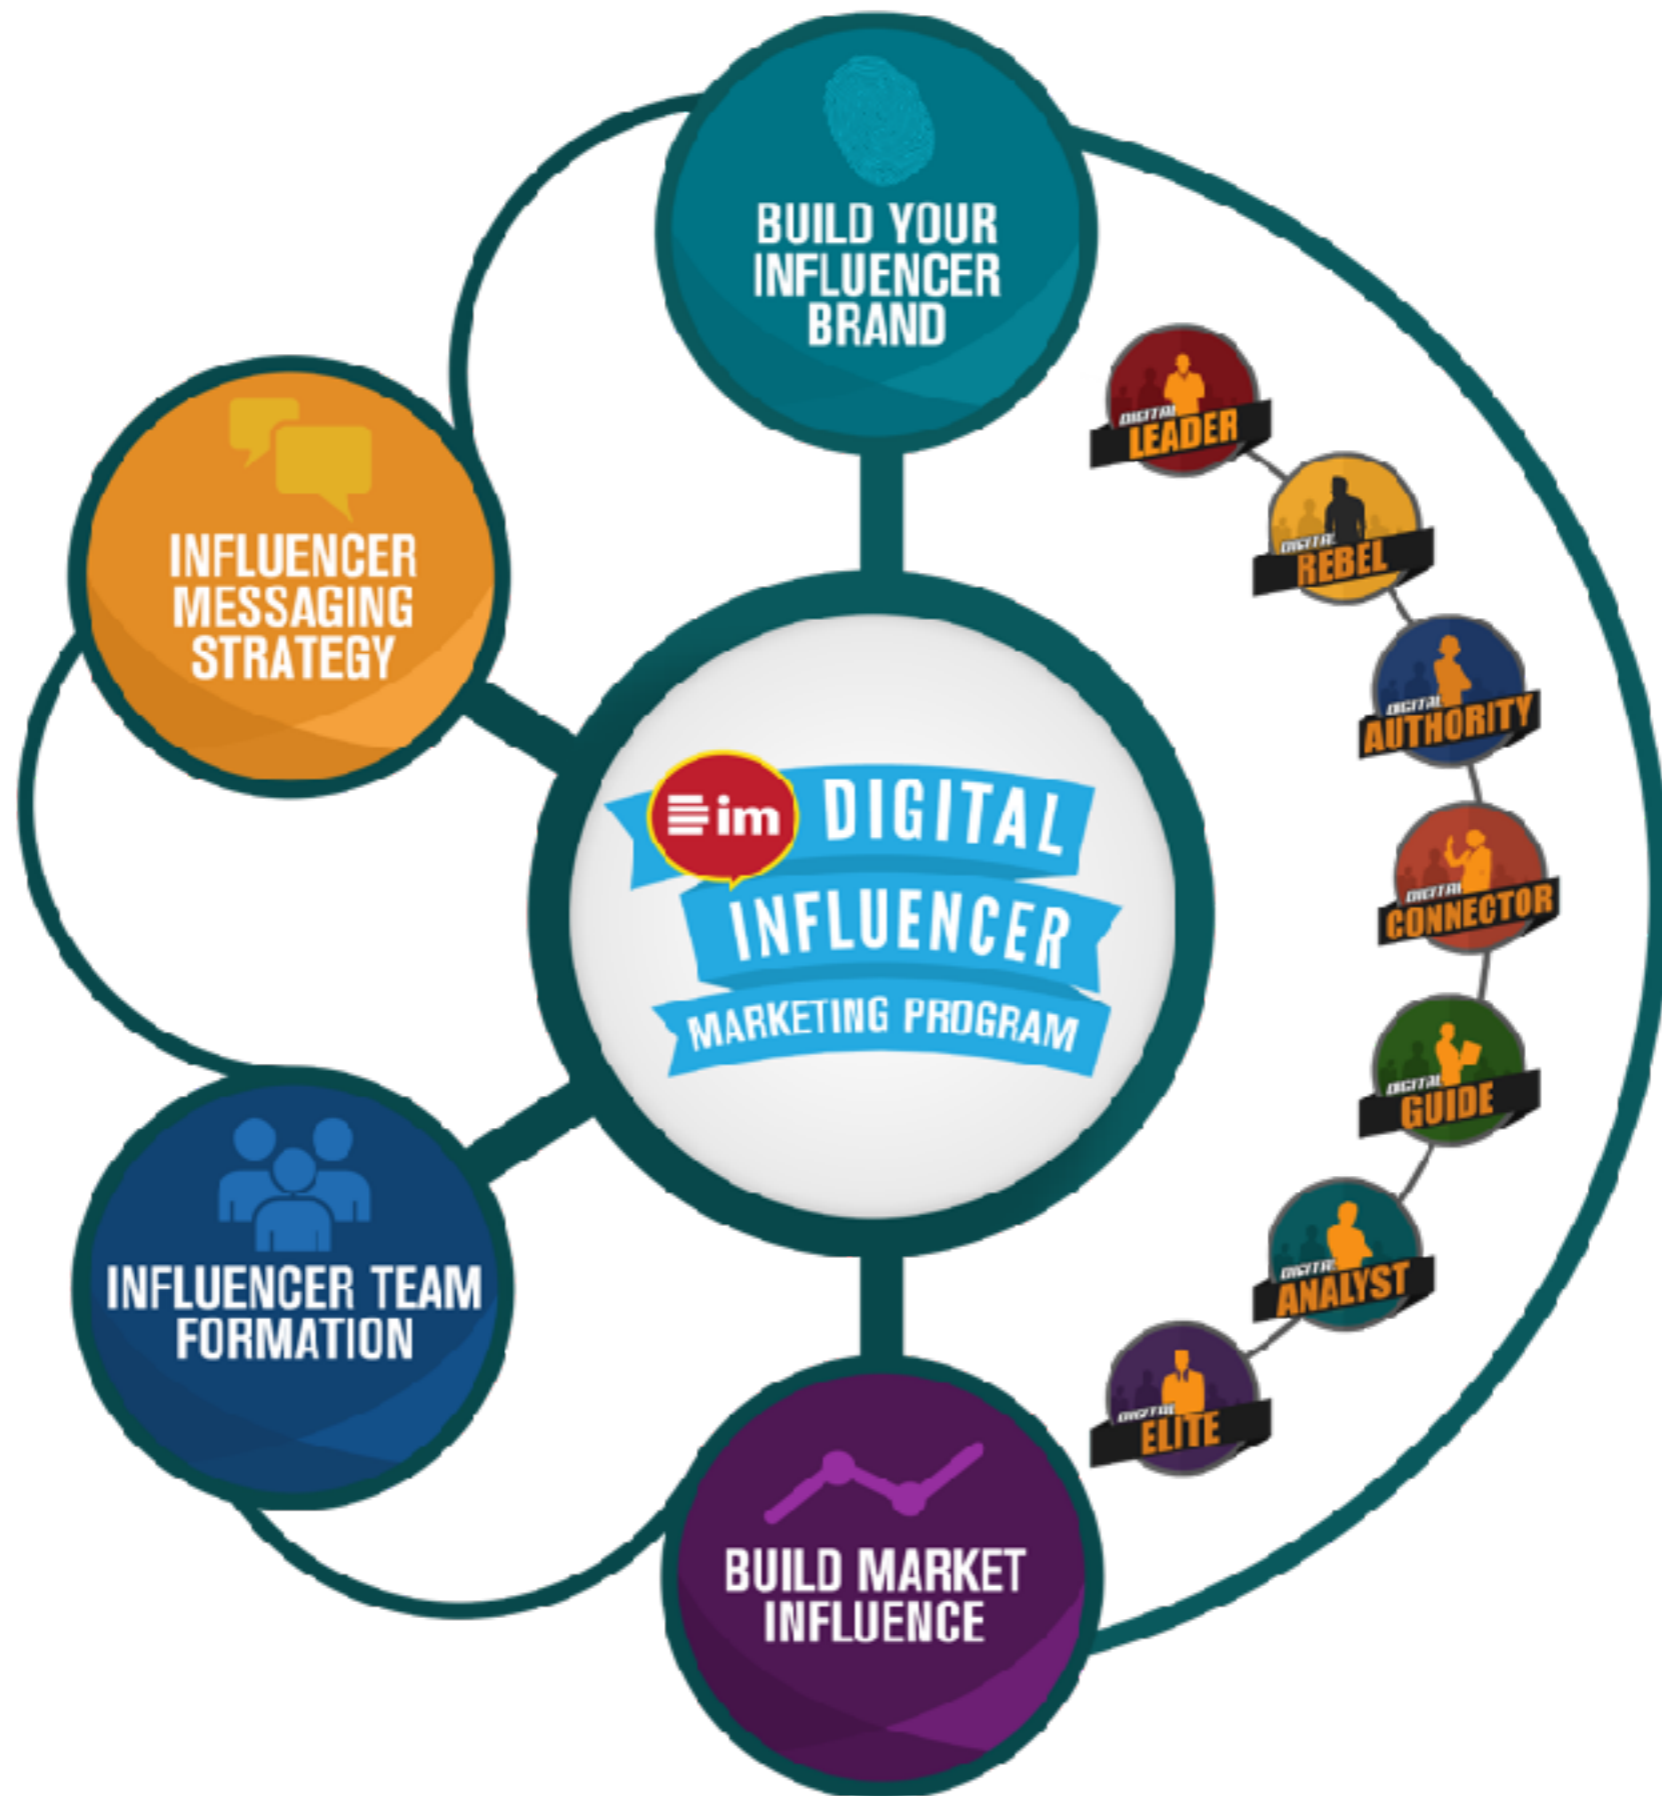 BUILD YOUR
INFLUENCER
BRAND
INFLUENCER
MESSAGING
STRATEGY
im
DIGITAL
INFLUENCER
MARKETING PROGRAM
INFLUENCER TEAM
FORMATION
BUILD MARKET
INFLUENCE
DIGITAL
LEADER
DIGITAL
REBEL
DIGITAL
AUTHORITY
DIGITAL
CONNECTOR
DIGITAL
GUIDE
DIGITAL
ANALYST
DIGITAL
ELITE